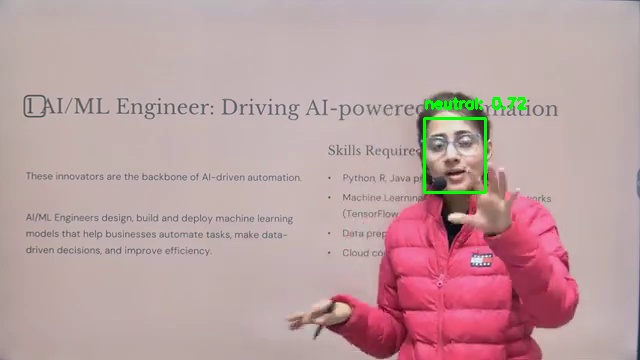 neutral: 0.72
1 AI/ML Engineer: Driving AI-powered
Skills Require
These innovators are the backbone of AI-driven automation.
• Python, R, Java
AI/ML Engineers design, build and deploy machine learning
models that help businesses automate tasks, make data-
driven decisions, and improve efficiency.
• Machine Learning
(TensorFlow
• Data prep
• Cloud